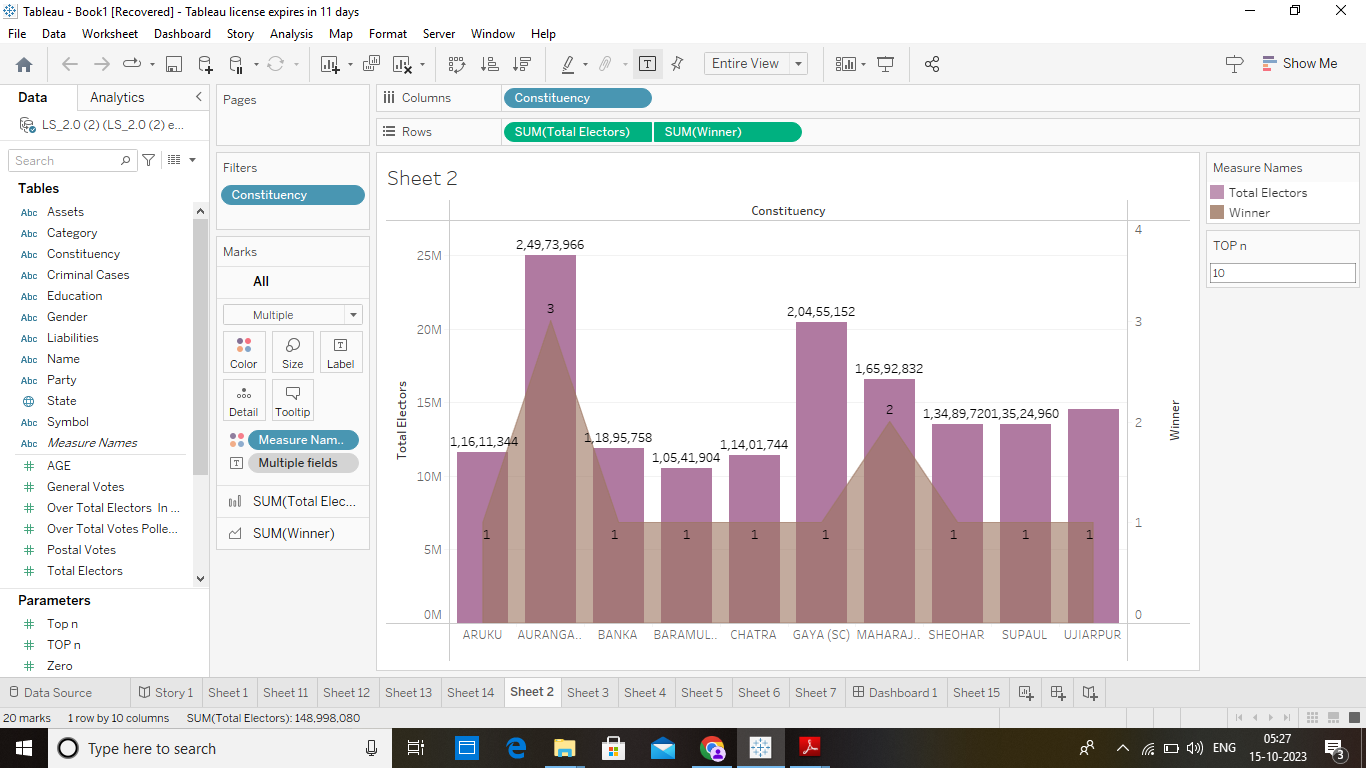 Tableau - Book1 [Recovered] - Tableau license expires in 11 days
File Data Worksheet Dashboard Story Analysis Map Format Server Window Help
Entire View
Show Me
Data Analytics
LS_2.0 (2) (LS_2.0 (2) e...
Search
Tables
Abc Assets
Abc Category
Abc Constituency
Abc Criminal Cases
Abc Education
Abc Gender
Abc Liabilities
Abc Name
Abc Party
State
Abc Symbol
Abc Measure Names
# AGE
# General Votes
# Over Total Electors In ...
# Over Total Votes Polle...
# Postal Votes
# Total Electors
Parameters
# Top n
# TOP n
# Zero
Pages
Filters
Constituency
Marks
All
Multiple
Color Size Label
Detail Tooltip
Measure Nam..
Multiple fields
SUM(Total Elec...
SUM(Winner)
Columns Constituency
Rows SUM(Total Electors) SUM(Winner)
Sheet 2
Constituency
Total Electors
25M
20M
15M
10M
5M
0M
2,49,73,966
3
2,04,55,152
1,65,92,832
2
1,34,89,720 1,35,24,960
1,16,11,344
1,18,95,758
1,05,41,904
1,14,01,744
1 1 1 1 1 1 1 1
4
3
2
1
0
Winner
ARUKU AURANGA.. BANKA BARAMUL.. CHATRA GAYA (SC) MAHARAJ.. SHEOHAR SUPAUL UJIARPUR
Measure Names
Total Electors
Winner
TOP n
10
Data Source Story 1 Sheet 1 Sheet 11 Sheet 12 Sheet 13 Sheet 14 Sheet 2 Sheet 3 Sheet 4 Sheet 5 Sheet 6 Sheet 7 Dashboard 1 Sheet 15
20 marks 1 row by 10 columns SUM(Total Electors): 148,998,080
Type here to search
ENG
05:27
15-10-2023
3